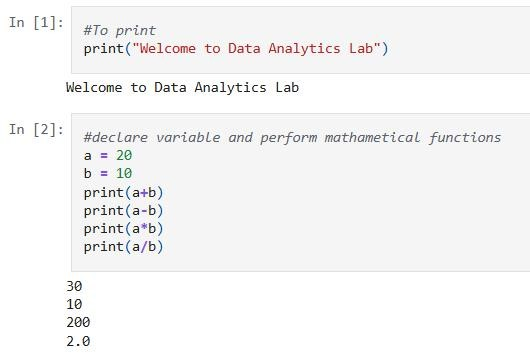 In [1]:
#To print
print("Welcome to Data Analytics Lab")
Welcome to Data Analytics Lab
In [2]:
#declare variable and perform mathametical functions
a = 20
b = 10
print(a+b)
print(a-b)
print(a*b)
print(a/b)
30
10
200
2.0